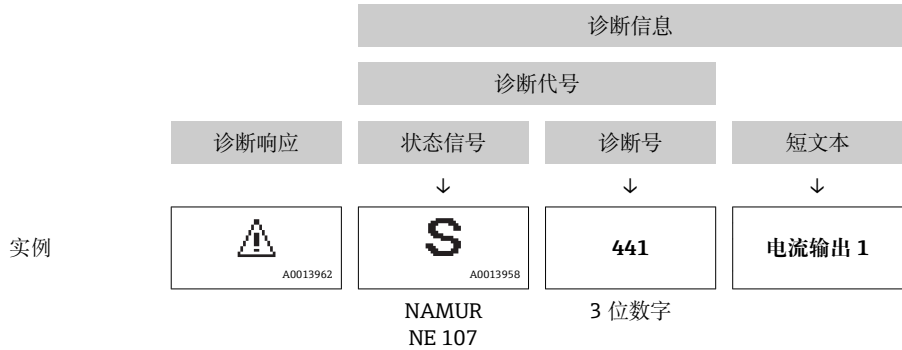 诊断信息
诊断代号
诊断响应 状态信号 诊断号 短文本
↓ ↓ ↓
实例 S 441 电流输出 1
A0013962 A0013958
NAMUR 3 位数字
NE 107